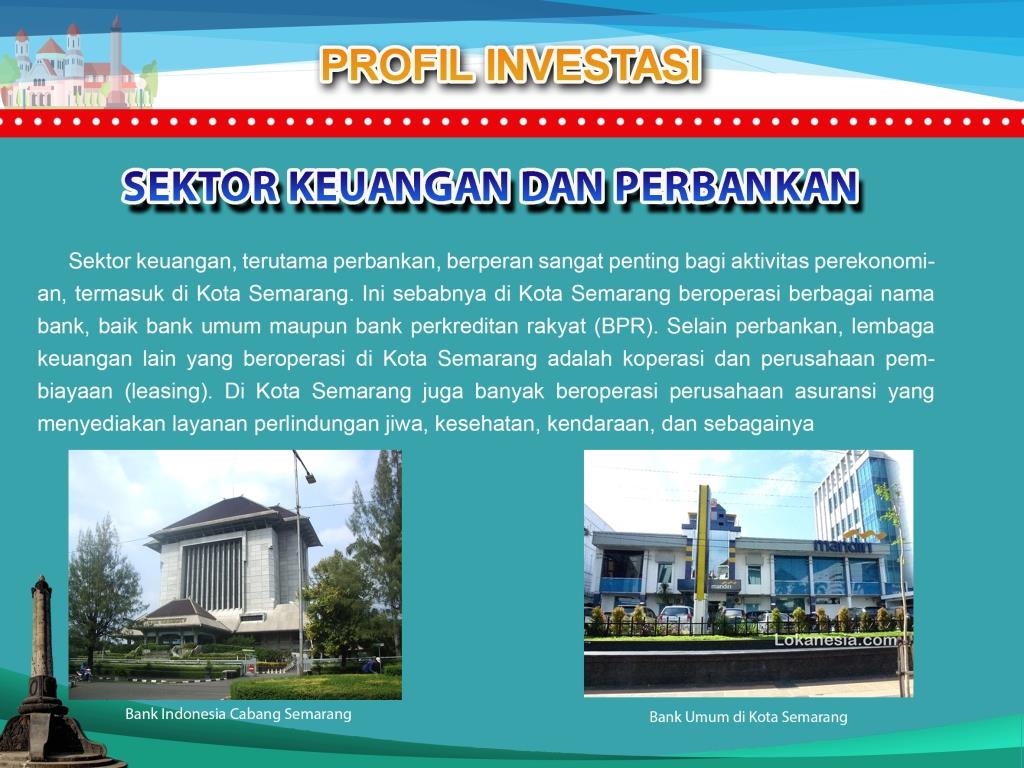 PROFIL INVESTASI
SEKTOR KEUANGAN DAN PERBANKAN
Sektor keuangan, terutama perbankan, berperan sangat penting bagi aktivitas perekonomi-
an, termasuk di Kota Semarang. Ini sebabnya di Kota Semarang beroperasi berbagai nama
bank, baik bank umum maupun bank perkreditan rakyat (BPR). Selain perbankan, lembaga
keuangan lain yang beroperasi di Kota Semarang adalah koperasi dan perusahaan pem-
biayaan (leasing). Di Kota Semarang juga banyak beroperasi perusahaan asuransi yang
menyediakan layanan perlindungan jiwa, kesehatan, kendaraan, dan sebagainya
mandiri
mandiri
Lokanesia.com
Bank Indonesia Cabang Semarang
Bank Umum di Kota Semarang